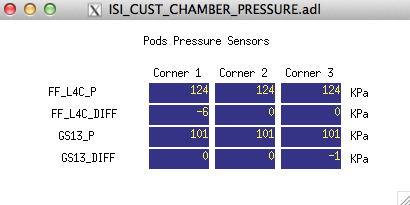 ISI_CUST_CHAMBER_PRESSURE.adl
Pods Pressure Sensors
Corner 1 Corner 2 Corner 3
FF_L4C_P 124 124 124 KPa
FF_L4C_DIFF -6 0 0 KPa
GS13_P 101 101 101 KPa
GS13_DIFF 0 0 -1 KPa